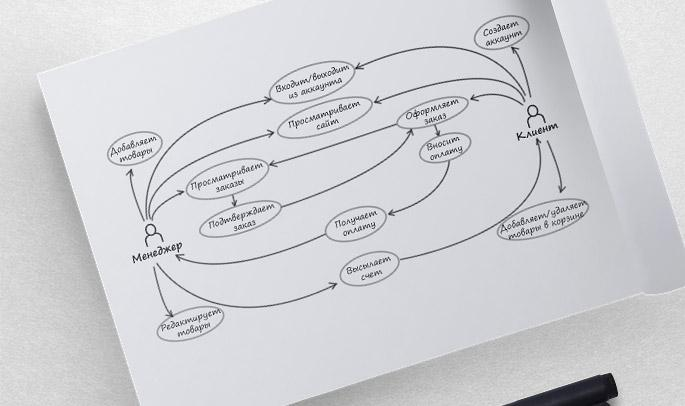 Создает
аккаунт
Входит/выходит
из аккаунта
Просматривает
сайт
Оформляет
заказ
Клиент
Добавляет
товары
Вносит
оплату
Просматривает
заказы
Подтверждает
заказ
Получает
оплату
Добавляет/удаляет
товары в корзине
Менеджер
Высылает
счет
Редактирует
товары